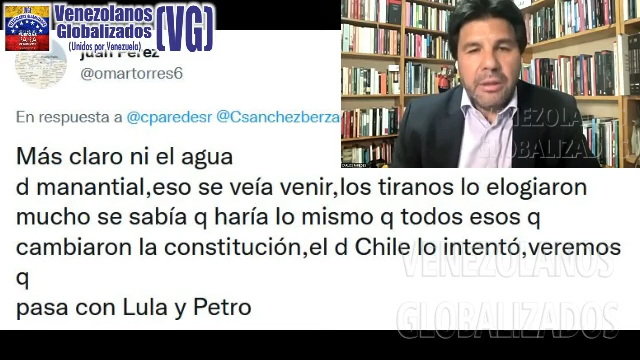 Venezolanos
Globalizados
(Unidos por Venezuela)
(VG)
Juan Pérez
@omartorres6
En respuesta a @cparedesr @Csanchezberza
Más claro ni el agua
d manantial,eso se veía venir,los tiranos lo elogiaron
mucho se sabía q haría lo mismo q todos esos q
cambiaron la constitución,el d Chile lo intentó,veremos
q
pasa con Lula y Petro
VENEZOLANOS
GLOBALIZADOS
VENEZOLANOS
GLOBALIZADOS